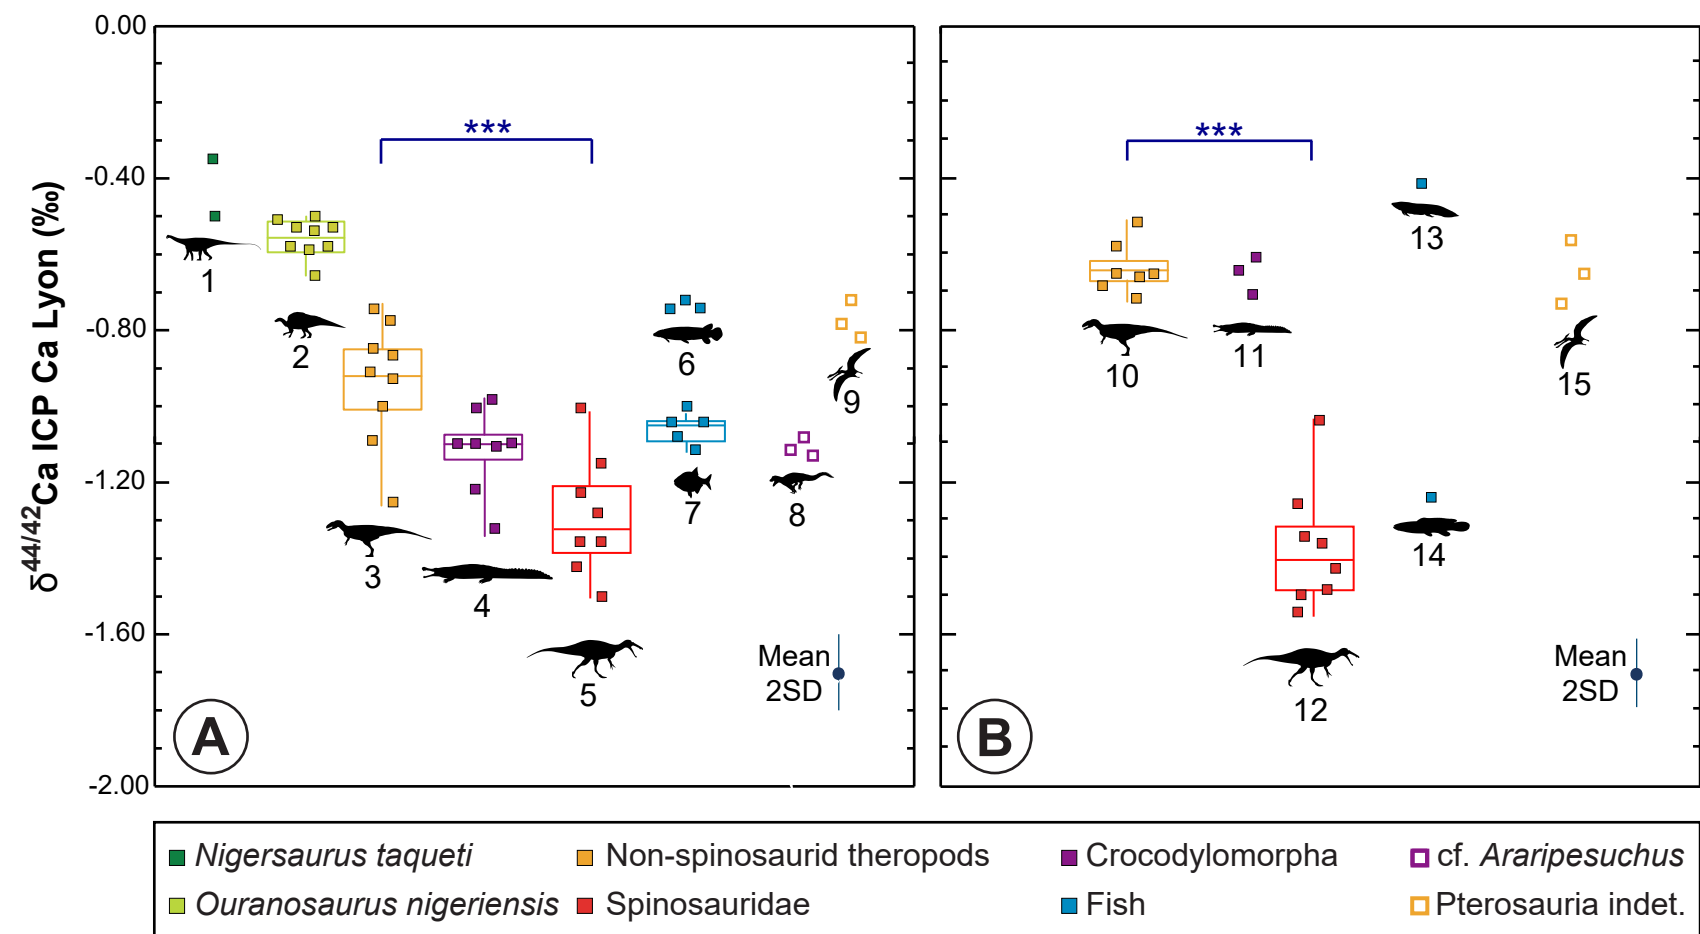 0.00
-0.40
-0.80
-1.20
-1.60
-2.00
δ44/42Ca ICP Ca Lyon (‰)
***
1
2
3
4
5
6
7
8
9
Mean
2SD
A
***
10
11
12
13
14
15
Mean
2SD
B
Nigersaurus taqueti
Non-spinosaurid theropods
Crocodylomorpha
cf. Araripesuchus
Ouranosaurus nigeriensis
Spinosauridae
Fish
Pterosauria indet.